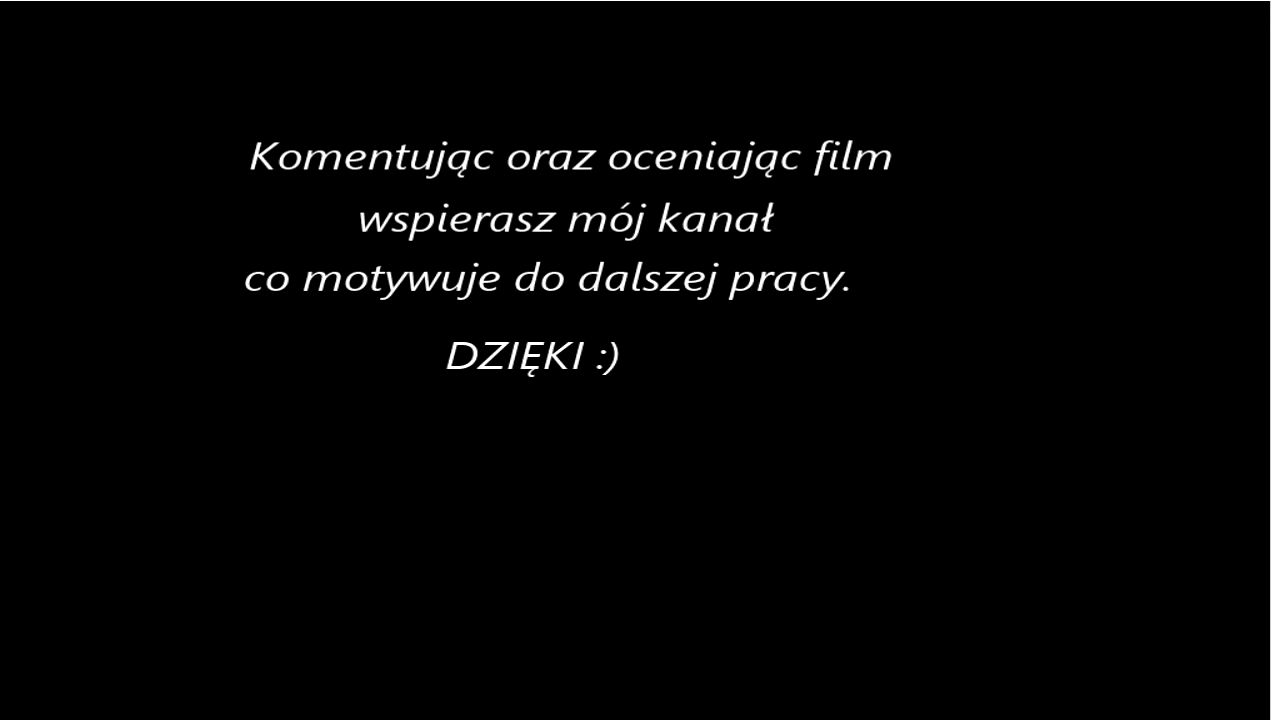 Komentując oraz oceniając film
wspierasz mój kanał
co motywuje do dalszej pracy.
DZIĘKI :)